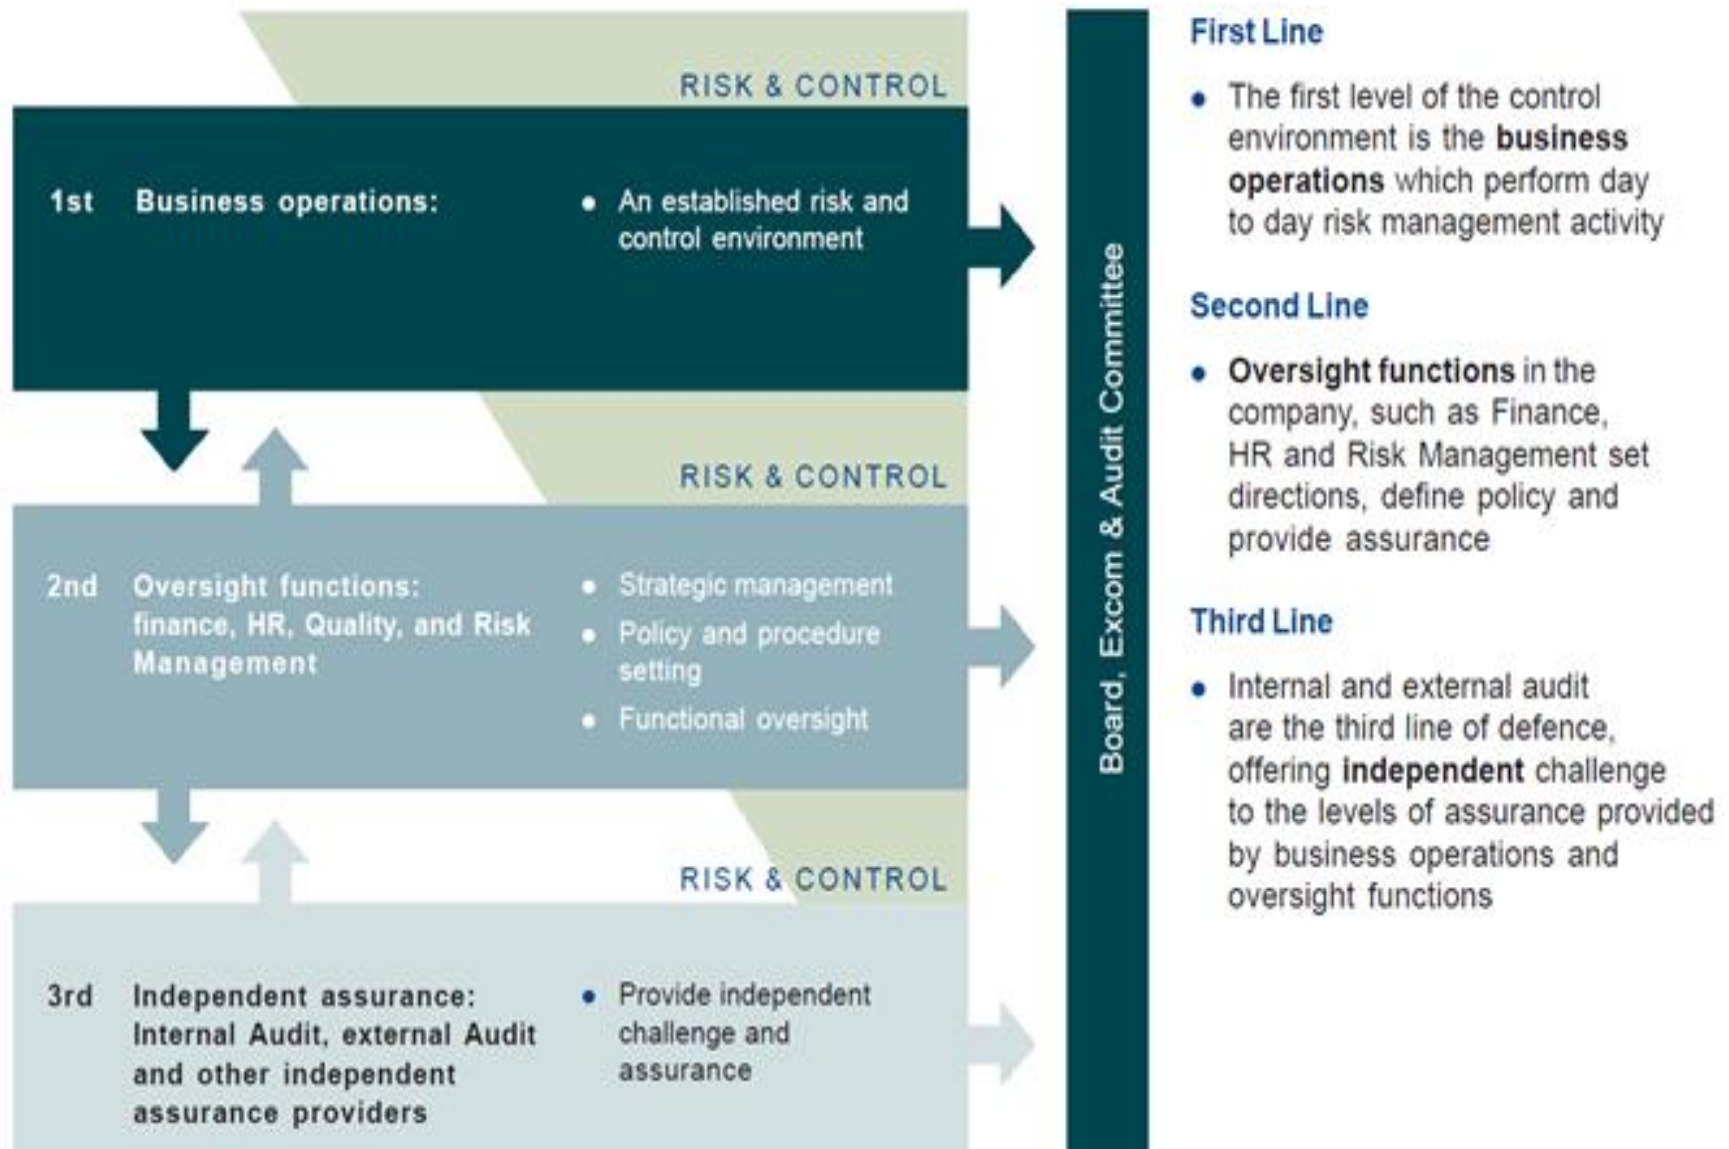 RISK & CONTROL
1st Business operations:
• An established risk and
control environment
RISK & CONTROL
2nd Oversight functions:
finance, HR, Quality, and Risk
Management
• Strategic management
• Policy and procedure
setting
• Functional oversight
RISK & CONTROL
3rd Independent assurance:
Internal Audit, external Audit
and other independent
assurance providers
• Provide independent
challenge and
assurance
Board, Excom & Audit Committee
First Line
• The first level of the control
environment is the business
operations which perform day
to day risk management activity
Second Line
• Oversight functions in the
company, such as Finance,
HR and Risk Management set
directions, define policy and
provide assurance
Third Line
• Internal and external audit
are the third line of defence,
offering independent challenge
to the levels of assurance provided
by business operations and
oversight functions